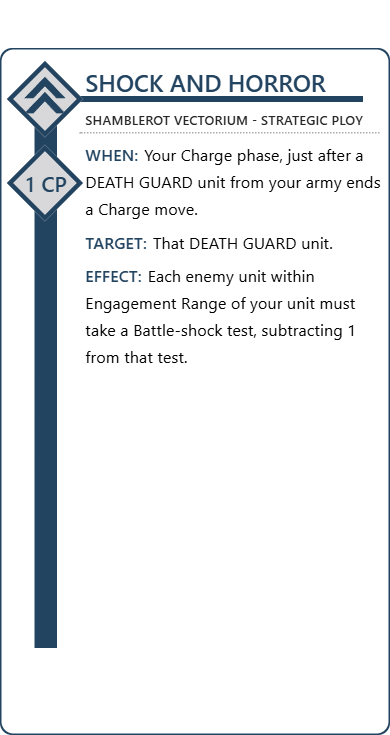 SHOCK AND HORROR
SHAMBLEROT VECTORIUM - STRATEGIC PLOY
1 CP
WHEN: Your Charge phase, just after a
DEATH GUARD unit from your army ends
a Charge move.
TARGET: That DEATH GUARD unit.
EFFECT: Each enemy unit within
Engagement Range of your unit must
take a Battle-shock test, subtracting 1
from that test.